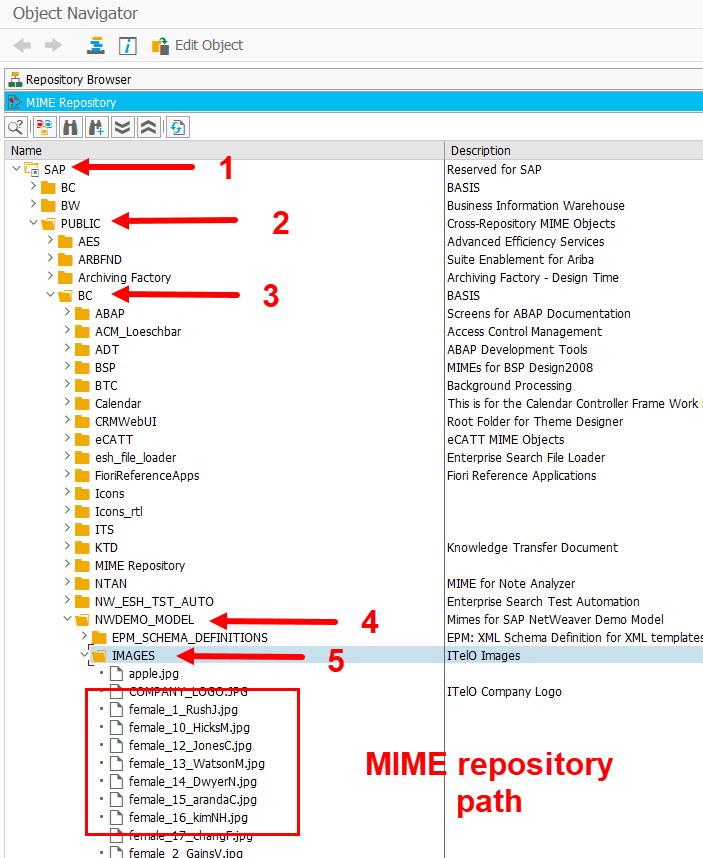 Object Navigator
Edit Object
Repository Browser
MIME Repository
Name Description
SAP 1 Reserved for SAP
BC BASIS
BW Business Information Warehouse
PUBLIC 2 Cross-Repository MIME Objects
AES Advanced Efficiency Services
ARBFND Suite Enablement for Ariba
Archiving Factory Archiving Factory - Design Time
BC 3 BASIS
ABAP Screens for ABAP Documentation
ACM_Loeschbar Access Control Management
ADT ABAP Development Tools
BSP MIMEs for BSP Design2008
BTC Background Processing
Calendar This is for the Calendar Controller Frame Work
CRMWebUI Root Folder for Theme Designer
eCATT eCATT MIME Objects
esh_file_loader Enterprise Search File Loader
FioriReferenceApps Fiori Reference Applications
Icons
Icons_rtl
ITS
KTD Knowledge Transfer Document
MIME Repository
NTAN MIME for Note Analyzer
NW_ESH_TST_AUTO Enterprise Search Test Automation
NWDEMO_MODEL 4 Mimes for SAP NetWeaver Demo Model
EPM_SCHEMA_DEFINITIONS EPM: XML Schema Definition for XML templates
IMAGES 5 ITelO Images
apple.jpg
COMPANY_LOGO.JPG ITelO Company Logo
female_1_RushJ.jpg
female_10_HicksM.jpg
female_12_JonesC.jpg
female_13_WatsonM.jpg
female_14_DwyerN.jpg
female_15_arandaC.jpg
female_16_kimNH.jpg
female_17_changF.jpg
female_2_GainsV.jpg
MIME repository
path